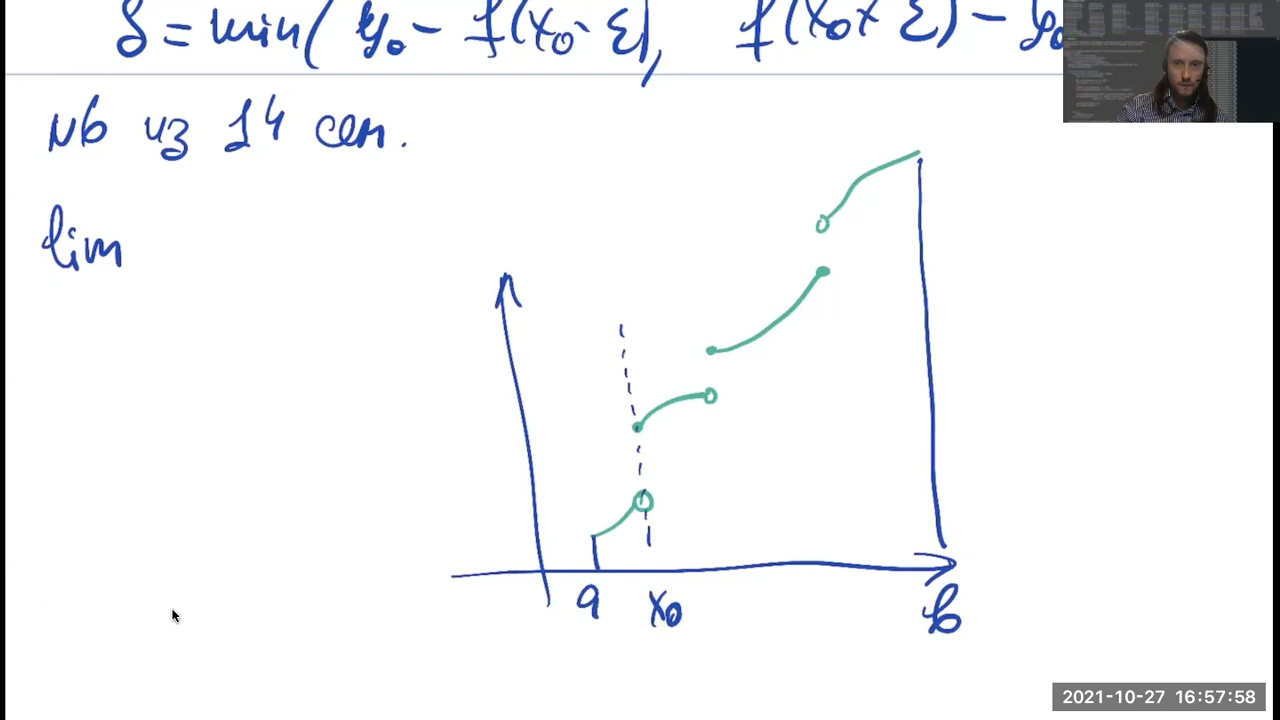 δ = min( y₀ - f(x₀ - ε), f(x₀ + ε) - y₀
№6 из 14 сем.
lim
a x₀ b
2021-10-27 16:57:58